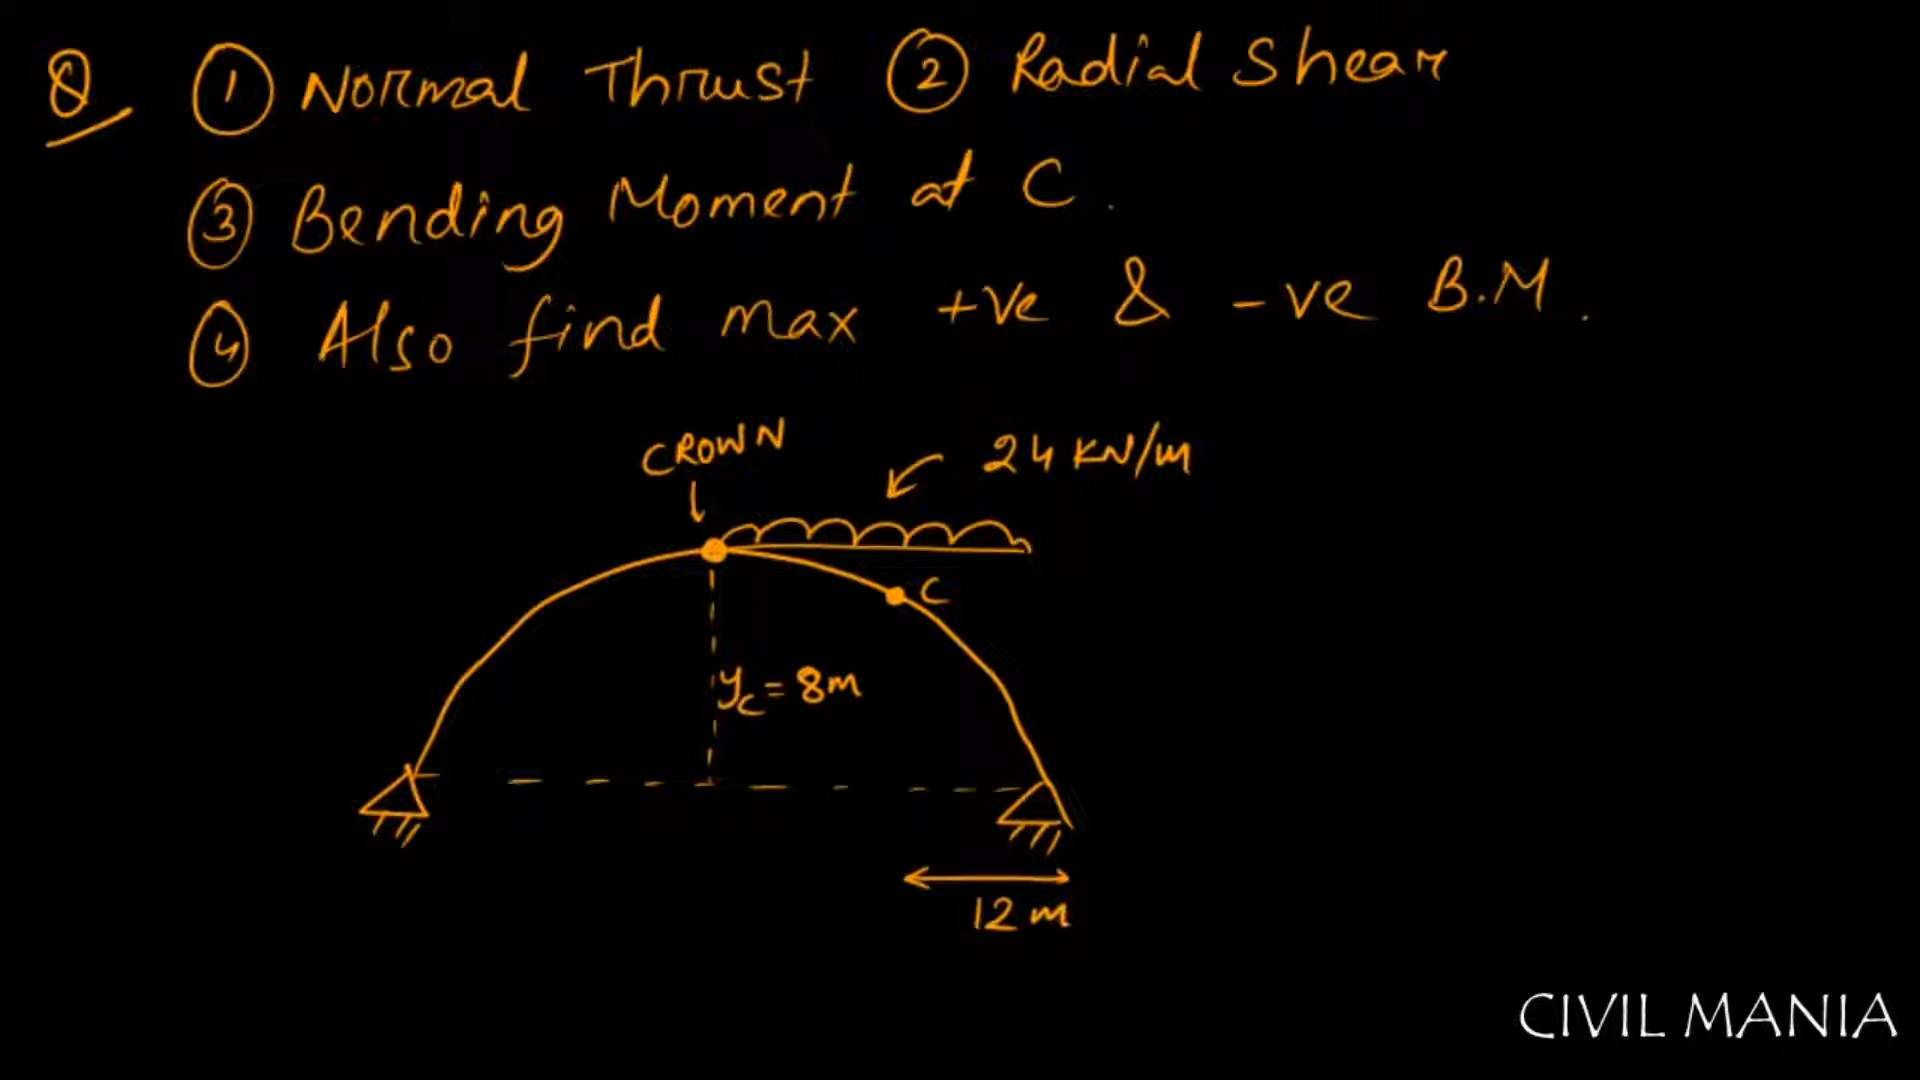 Q ① Normal Thrust ② Radial Shear
③ Bending Moment at C.
④ Also find max +ve & -ve B.M.
CROWN
24 KN/m
C
yc = 8m
12 m
CIVIL MANIA